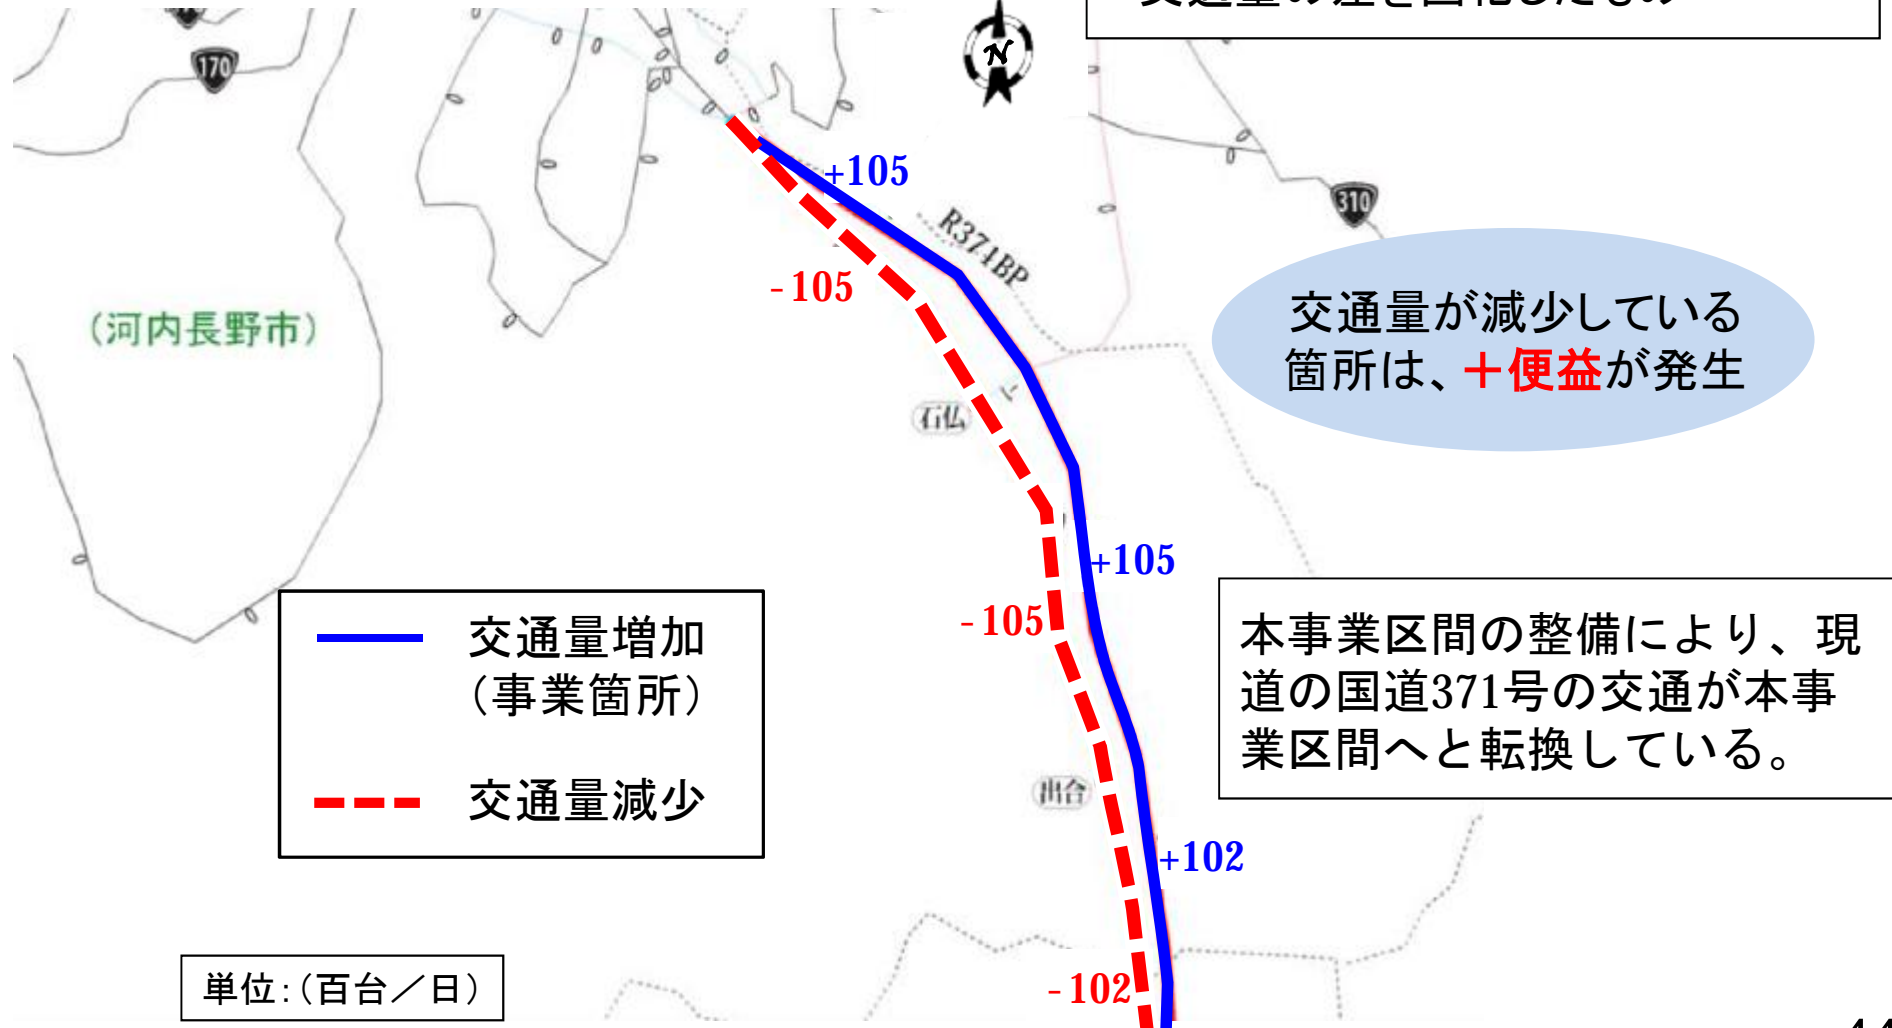 170
N
+105
310
R371BP
-105
(河内長野市)
交通量が減少している
箇所は、＋便益が発生
石仏
+105
-105
交通量増加
(事業箇所)
交通量減少
本事業区間の整備により、現
道の国道371号の交通が本事
業区間へと転換している。
出合
+102
単位:(百台／日)
-102